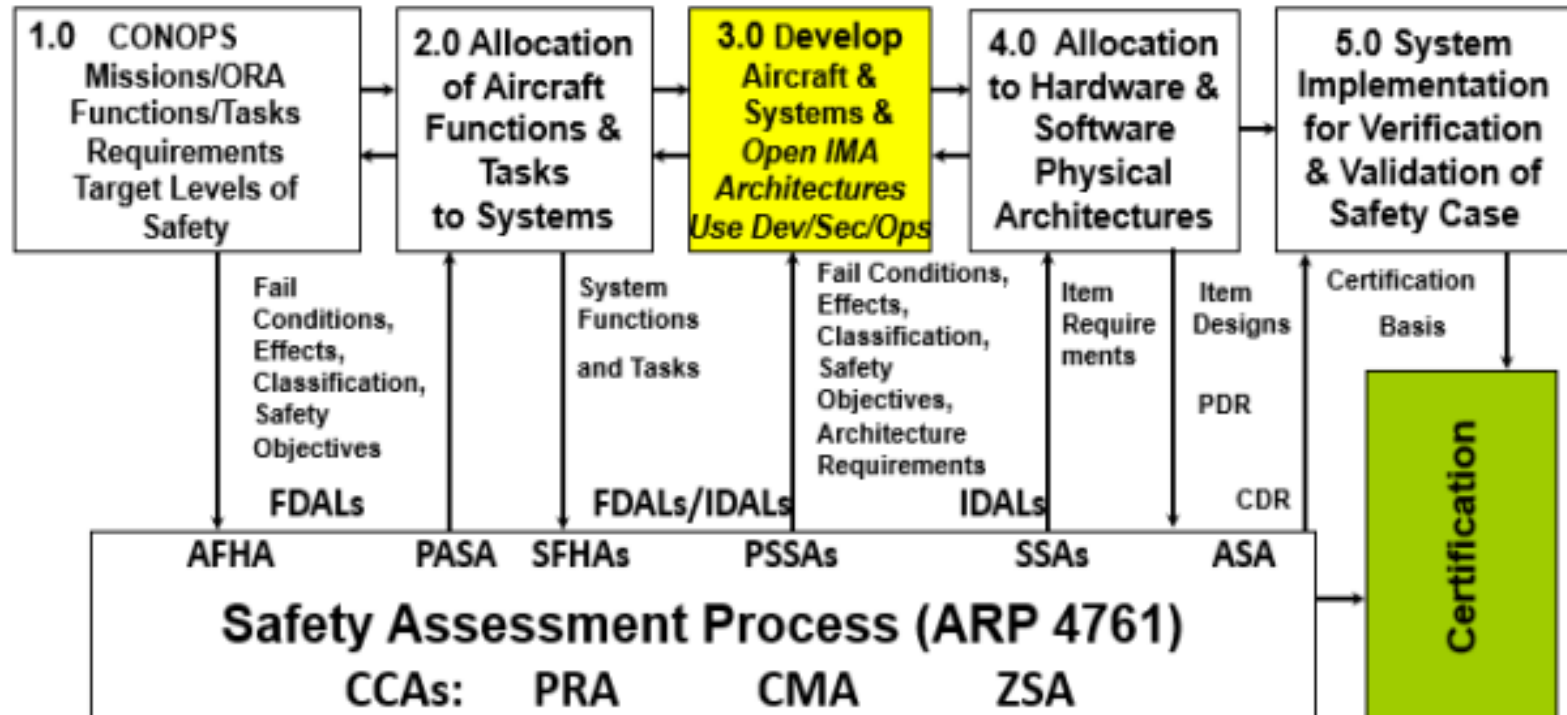 1.0 CONOPS
Missions/ORA
Functions/Tasks
Requirements
Target Levels of
Safety
2.0 Allocation
of Aircraft
Functions &
Tasks
to Systems
3.0 Develop
Aircraft &
Systems &
Open IMA
Architectures
Use Dev/Sec/Ops
4.0 Allocation
to Hardware &
Software
Physical
Architectures
5.0 System
Implementation
for Verification
& Validation of
Safety Case
Fail
Conditions,
Effects,
Classification,
Safety
Objectives
System
Functions
and Tasks
Fail Conditions,
Effects,
Classification,
Safety
Objectives,
Architecture
Requirements
Item
Require
ments
Item
Designs
PDR
CDR
Certification
Basis
FDALs
FDALs/IDALs
IDALs
AFHA
PASA
SFHAs
PSSAs
SSAs
ASA
Safety Assessment Process (ARP 4761)
CCAs: PRA CMA ZSA
Certification